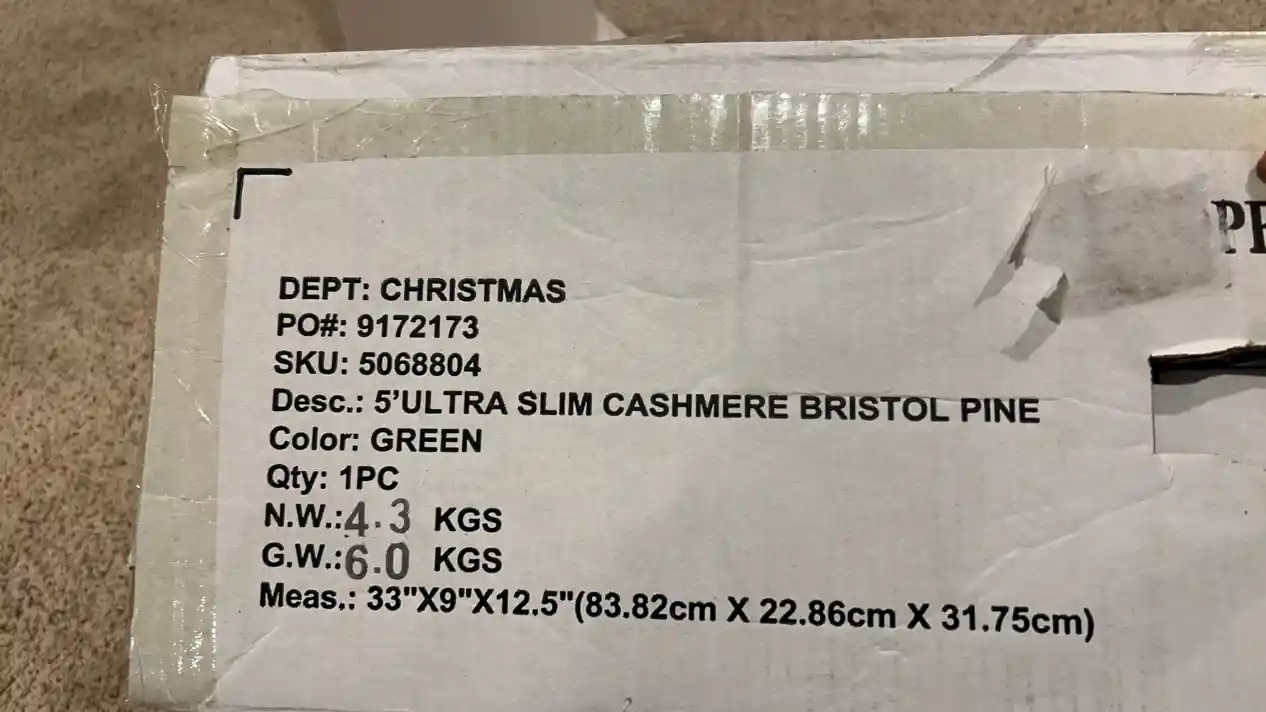 DEPT: CHRISTMAS
PO#: 9172173
SKU: 5068804
Desc.: 5'ULTRA SLIM CASHMERE BRISTOL PINE
Color: GREEN
Qty: 1PC
N.W.:4.3 KGS
G.W.:6.0 KGS
Meas.: 33"X9"X12.5"(83.82cm X 22.86cm X 31.75cm)